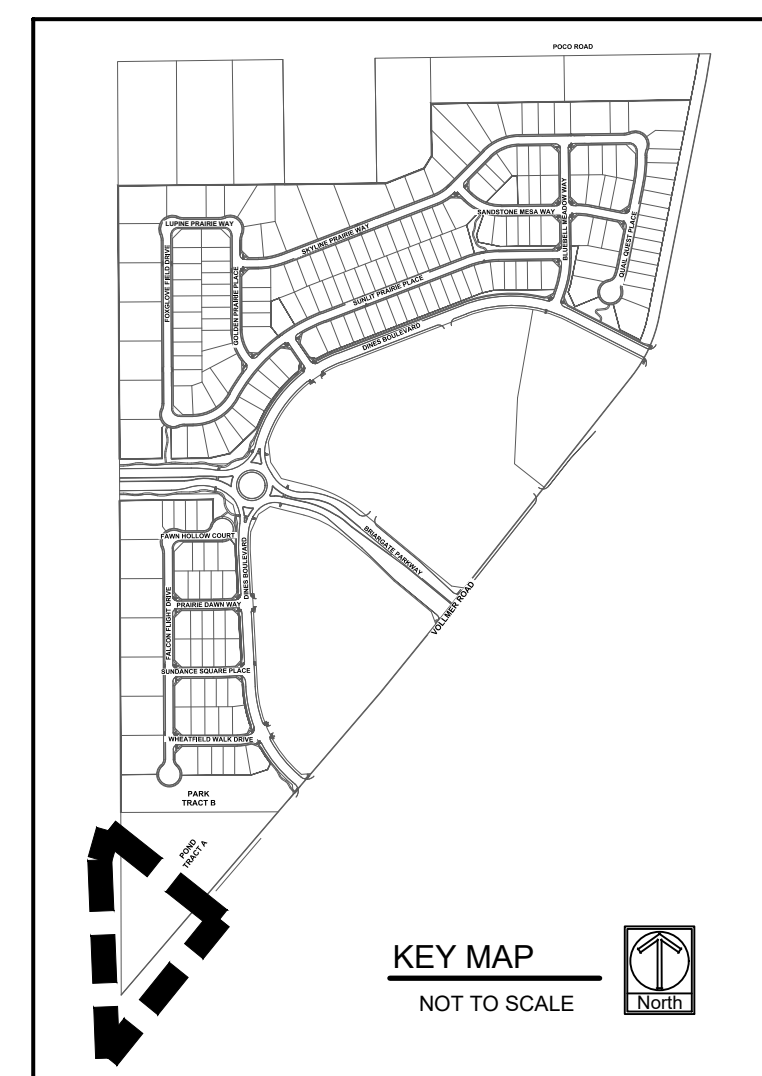 POCO ROAD
LUPINE PRAIRIE WAY
SKYLINE PRAIRIE WAY
SANDSTONE MESA WAY
BLUEBELL MEADOW WAY
QUAIL QUEST PLACE
FOXGLOVE FIELD DRIVE
GOLDEN PRAIRIE PLACE
SUNLIT PRAIRIE PLACE
DINES BOULEVARD
FAWN HOLLOW COURT
DINES BOULEVARD
BRIARGATE PARKWAY
VOLLMER ROAD
FALCON FLIGHT DRIVE
PRAIRIE DAWN WAY
SUNDANCE SQUARE PLACE
WHEATFIELD WALK DRIVE
PARK
TRACT B
POND
TRACT A
KEY MAP
NOT TO SCALE
North